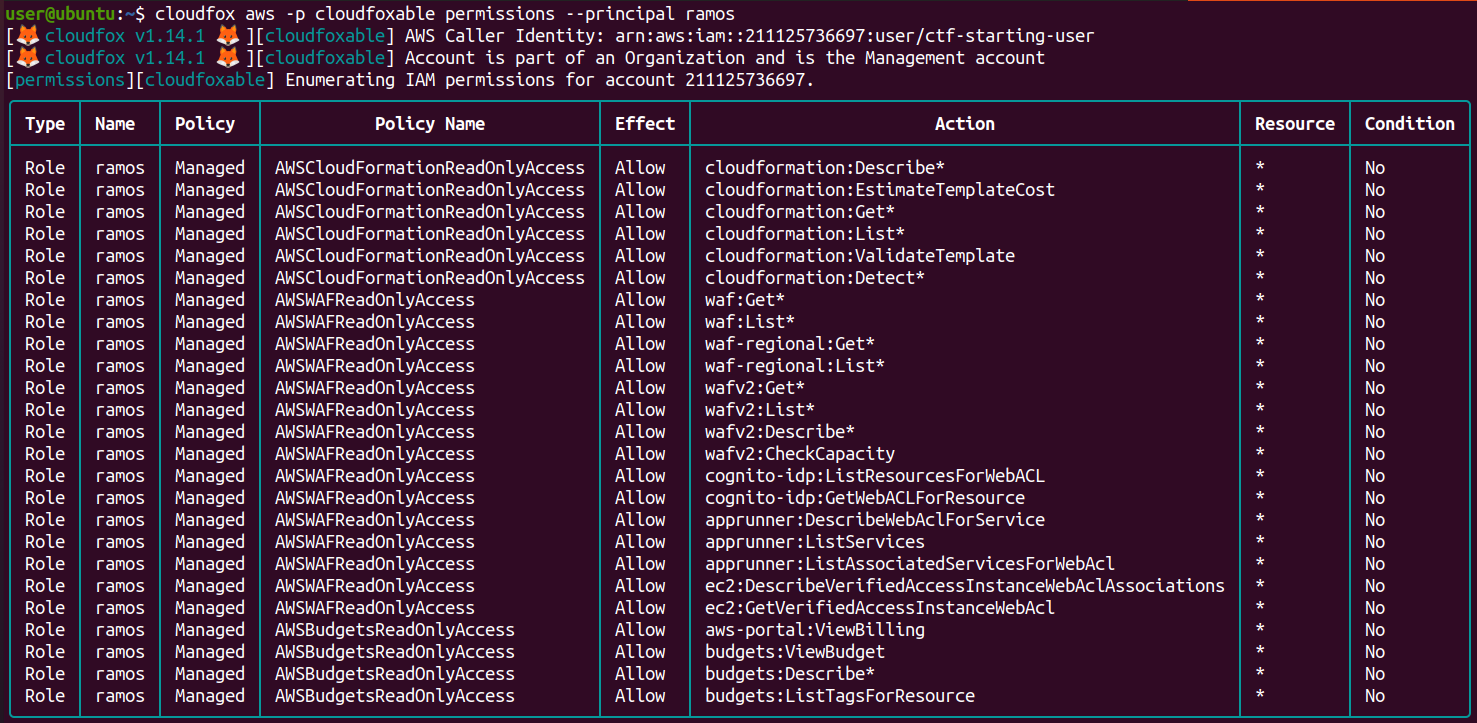 user@ubuntu:~$ cloudfox aws -p cloudfoxable permissions --principal ramos
[🦊 cloudfox v1.14.1 🦊 ][cloudfoxable] AWS Caller Identity: arn:aws:iam::211125736697:user/ctf-starting-user
[🦊 cloudfox v1.14.1 🦊 ][cloudfoxable] Account is part of an Organization and is the Management account
[permissions][cloudfoxable] Enumerating IAM permissions for account 211125736697.
Type Name Policy Policy Name Effect Action Resource Condition
Role ramos Managed AWSCloudFormationReadOnlyAccess Allow cloudformation:Describe* * No
Role ramos Managed AWSCloudFormationReadOnlyAccess Allow cloudformation:EstimateTemplateCost * No
Role ramos Managed AWSCloudFormationReadOnlyAccess Allow cloudformation:Get* * No
Role ramos Managed AWSCloudFormationReadOnlyAccess Allow cloudformation:List* * No
Role ramos Managed AWSCloudFormationReadOnlyAccess Allow cloudformation:ValidateTemplate * No
Role ramos Managed AWSCloudFormationReadOnlyAccess Allow cloudformation:Detect* * No
Role ramos Managed AWSWAFReadOnlyAccess Allow waf:Get* * No
Role ramos Managed AWSWAFReadOnlyAccess Allow waf:List* * No
Role ramos Managed AWSWAFReadOnlyAccess Allow waf-regional:Get* * No
Role ramos Managed AWSWAFReadOnlyAccess Allow waf-regional:List* * No
Role ramos Managed AWSWAFReadOnlyAccess Allow wafv2:Get* * No
Role ramos Managed AWSWAFReadOnlyAccess Allow wafv2:List* * No
Role ramos Managed AWSWAFReadOnlyAccess Allow wafv2:Describe* * No
Role ramos Managed AWSWAFReadOnlyAccess Allow wafv2:CheckCapacity * No
Role ramos Managed AWSWAFReadOnlyAccess Allow cognito-idp:ListResourcesForWebACL * No
Role ramos Managed AWSWAFReadOnlyAccess Allow cognito-idp:GetWebACLForResource * No
Role ramos Managed AWSWAFReadOnlyAccess Allow apprunner:DescribeWebAclForService * No
Role ramos Managed AWSWAFReadOnlyAccess Allow apprunner:ListServices * No
Role ramos Managed AWSWAFReadOnlyAccess Allow apprunner:ListAssociatedServicesForWebAcl * No
Role ramos Managed AWSWAFReadOnlyAccess Allow ec2:DescribeVerifiedAccessInstanceWebAclAssociations * No
Role ramos Managed AWSWAFReadOnlyAccess Allow ec2:GetVerifiedAccessInstanceWebAcl * No
Role ramos Managed AWSBudgetsReadOnlyAccess Allow aws-portal:ViewBilling * No
Role ramos Managed AWSBudgetsReadOnlyAccess Allow budgets:ViewBudget * No
Role ramos Managed AWSBudgetsReadOnlyAccess Allow budgets:Describe* * No
Role ramos Managed AWSBudgetsReadOnlyAccess Allow budgets:ListTagsForResource * No